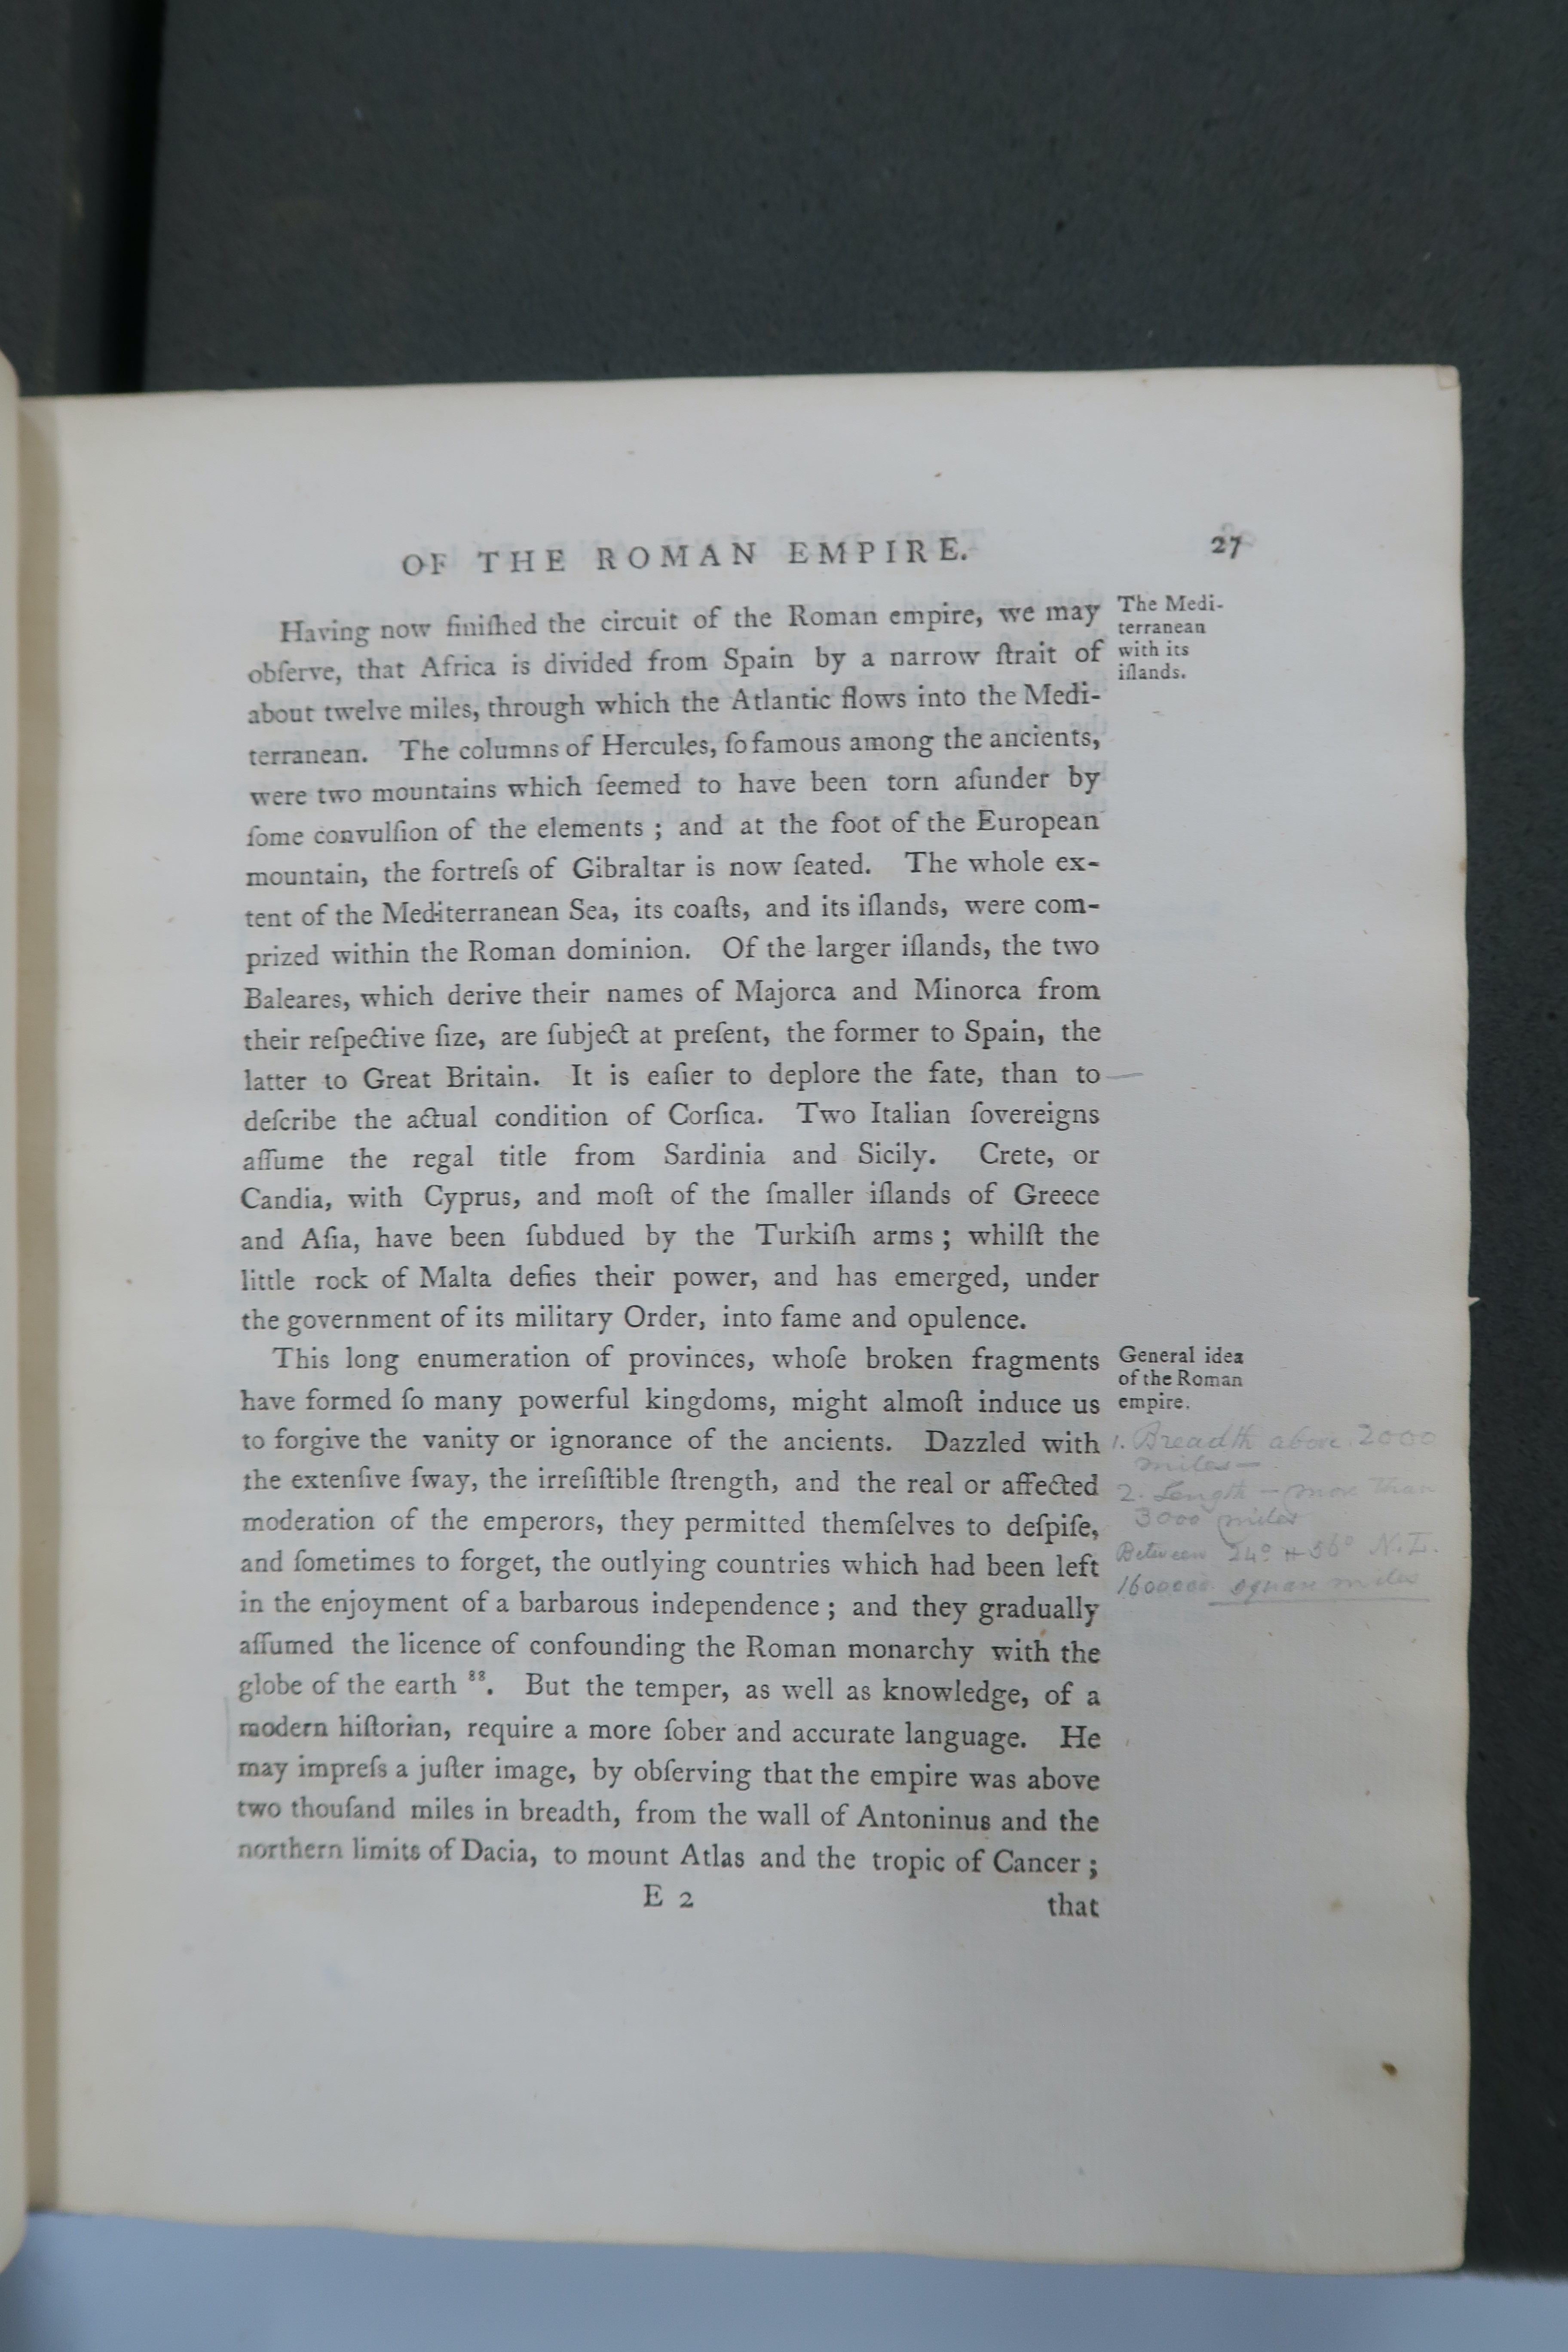 OF THE ROMAN EMPIRE.
27
Having now finiſhed the circuit of the Roman empire, we may
obſerve, that Africa is divided from Spain by a narrow ſtrait of
about twelve miles, through which the Atlantic flows into the Medi-
terranean. The columns of Hercules, ſo famous among the ancients,
were two mountains which ſeemed to have been torn aſunder by
ſome convulſion of the elements ; and at the foot of the European
mountain, the fortreſs of Gibraltar is now ſeated. The whole ex-
tent of the Mediterranean Sea, its coaſts, and its iſlands, were com-
prized within the Roman dominion. Of the larger iſlands, the two
Baleares, which derive their names of Majorca and Minorca from
their reſpective ſize, are ſubject at preſent, the former to Spain, the
latter to Great Britain. It is eaſier to deplore the fate, than to
deſcribe the actual condition of Corſica. Two Italian ſovereigns
aſſume the regal title from Sardinia and Sicily. Crete, or
Candia, with Cyprus, and moſt of the ſmaller iſlands of Greece
and Aſia, have been ſubdued by the Turkiſh arms ; whilſt the
little rock of Malta defies their power, and has emerged, under
the government of its military Order, into fame and opulence.
The Medi-
terranean
with its
iſlands.
This long enumeration of provinces, whoſe broken fragments
have formed ſo many powerful kingdoms, might almoſt induce us
to forgive the vanity or ignorance of the ancients. Dazzled with
the extenſive ſway, the irreſiſtible ſtrength, and the real or affected
moderation of the emperors, they permitted themſelves to deſpiſe,
and ſometimes to forget, the outlying countries which had been left
in the enjoyment of a barbarous independence ; and they gradually
aſſumed the licence of confounding the Roman monarchy with the
globe of the earth 88. But the temper, as well as knowledge, of a
modern hiſtorian, require a more ſober and accurate language. He
may impreſs a juſter image, by obſerving that the empire was above
two thouſand miles in breadth, from the wall of Antoninus and the
northern limits of Dacia, to mount Atlas and the tropic of Cancer ;
General idea
of the Roman
empire.
1. Breadth above 2000
miles—
2. Length — more than
3000 miles
Between 24° + 56° N.L.
1600000 square miles
E 2
that